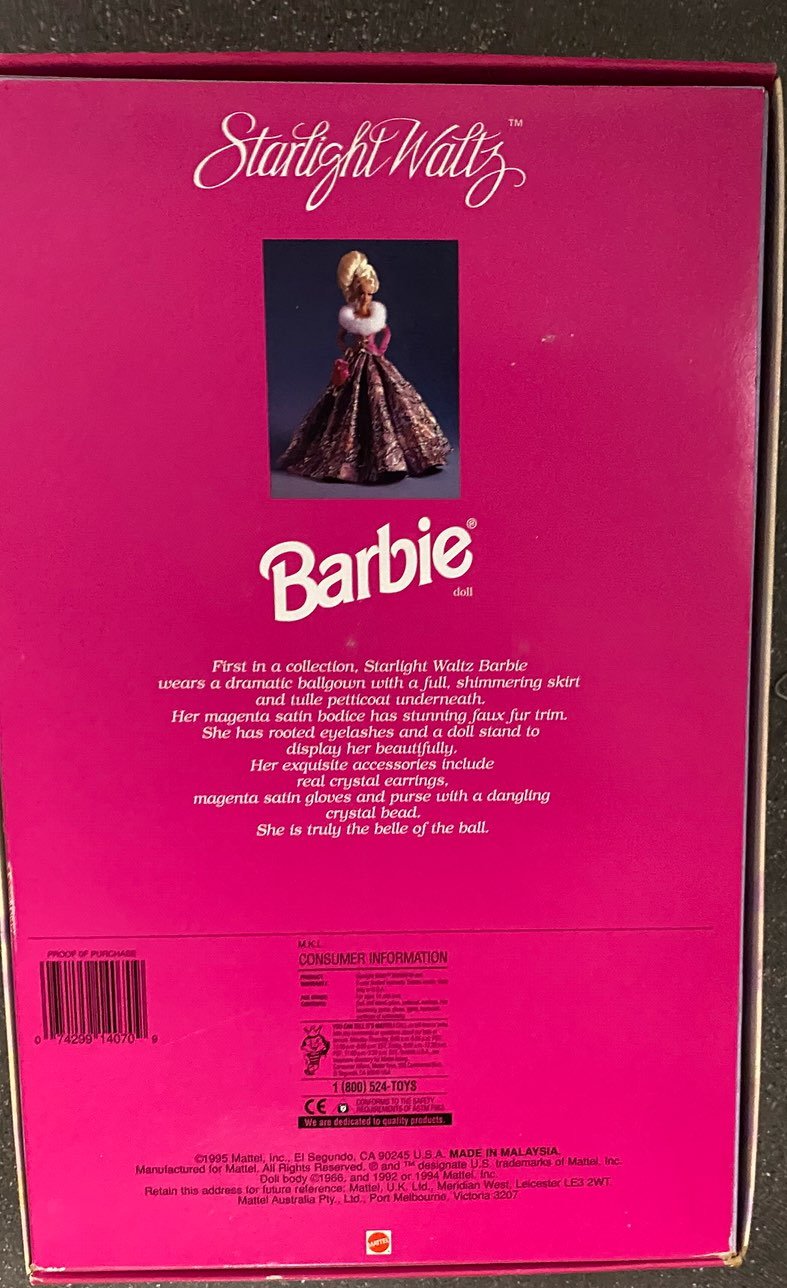 Starlight Waltz™
Barbie®
doll
First in a collection, Starlight Waltz Barbie
wears a dramatic ballgown with a full, shimmering skirt
and tulle petticoat underneath.
Her magenta satin bodice has stunning faux fur trim.
She has rooted eyelashes and a doll stand to
display her beautifully.
Her exquisite accessories include
real crystal earrings,
magenta satin gloves and purse with a dangling
crystal bead.
She is truly the belle of the ball.
PROOF OF PURCHASE
0 74299 14070 9
M.K.I.
CONSUMER INFORMATION
1 (800) 524-TOYS
CE
CONFORMS TO THE SAFETY
REQUIREMENTS OF ASTM F963.
We are dedicated to quality products.
©1995 Mattel, Inc., El Segundo, CA 90245 U.S.A. MADE IN MALAYSIA.
Manufactured for Mattel. All Rights Reserved. ® and ™ designate U.S. trademarks of Mattel, Inc.
Doll body ©1966, and 1992 or 1994 Mattel, Inc.
Retain this address for future reference: Mattel, U.K. Ltd., Meridian West, Leicester LE3 2WT.
Mattel Australia Pty., Ltd., Port Melbourne, Victoria 3207.
MATTEL